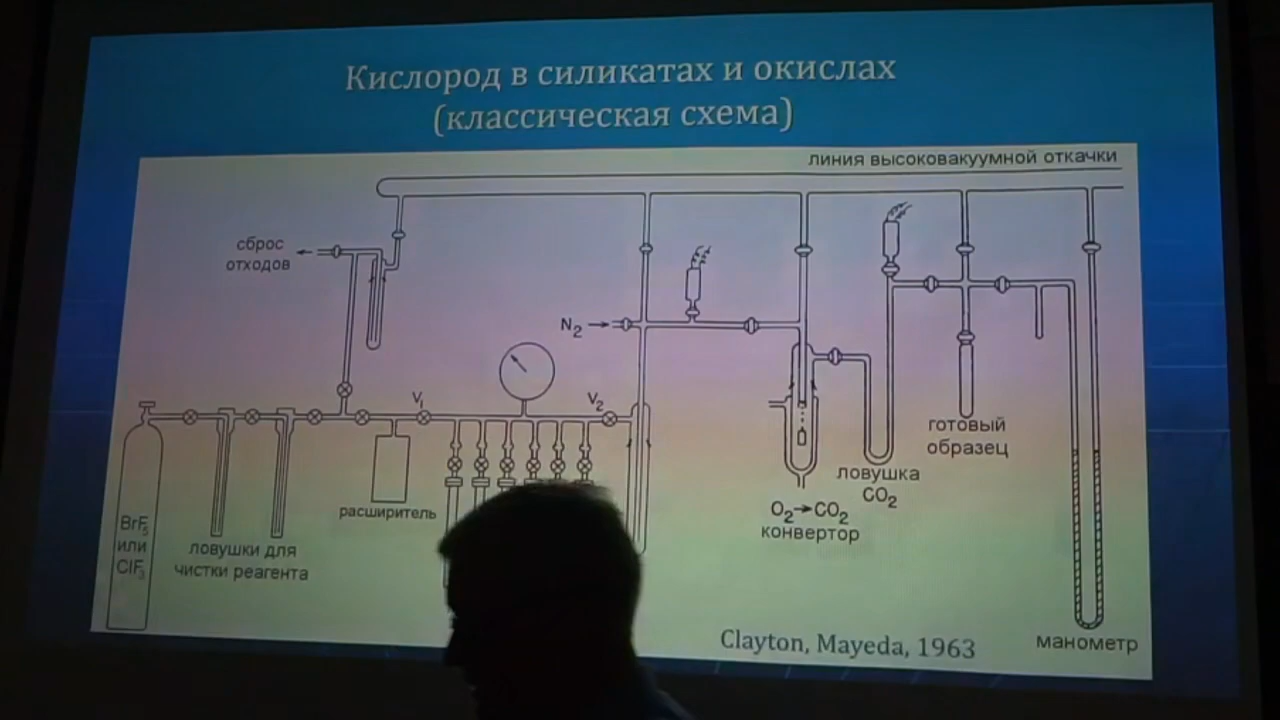 Кислород в силикатах и окислах
(классическая схема)
линия высоковакуумной откачки
сброс
отходов
N2
V1
V2
BrF5
или
ClF3
ловушки для
чистки реагента
расширитель
O2→CO2
конвертор
ловушка
CO2
готовый
образец
манометр
Clayton, Mayeda, 1963